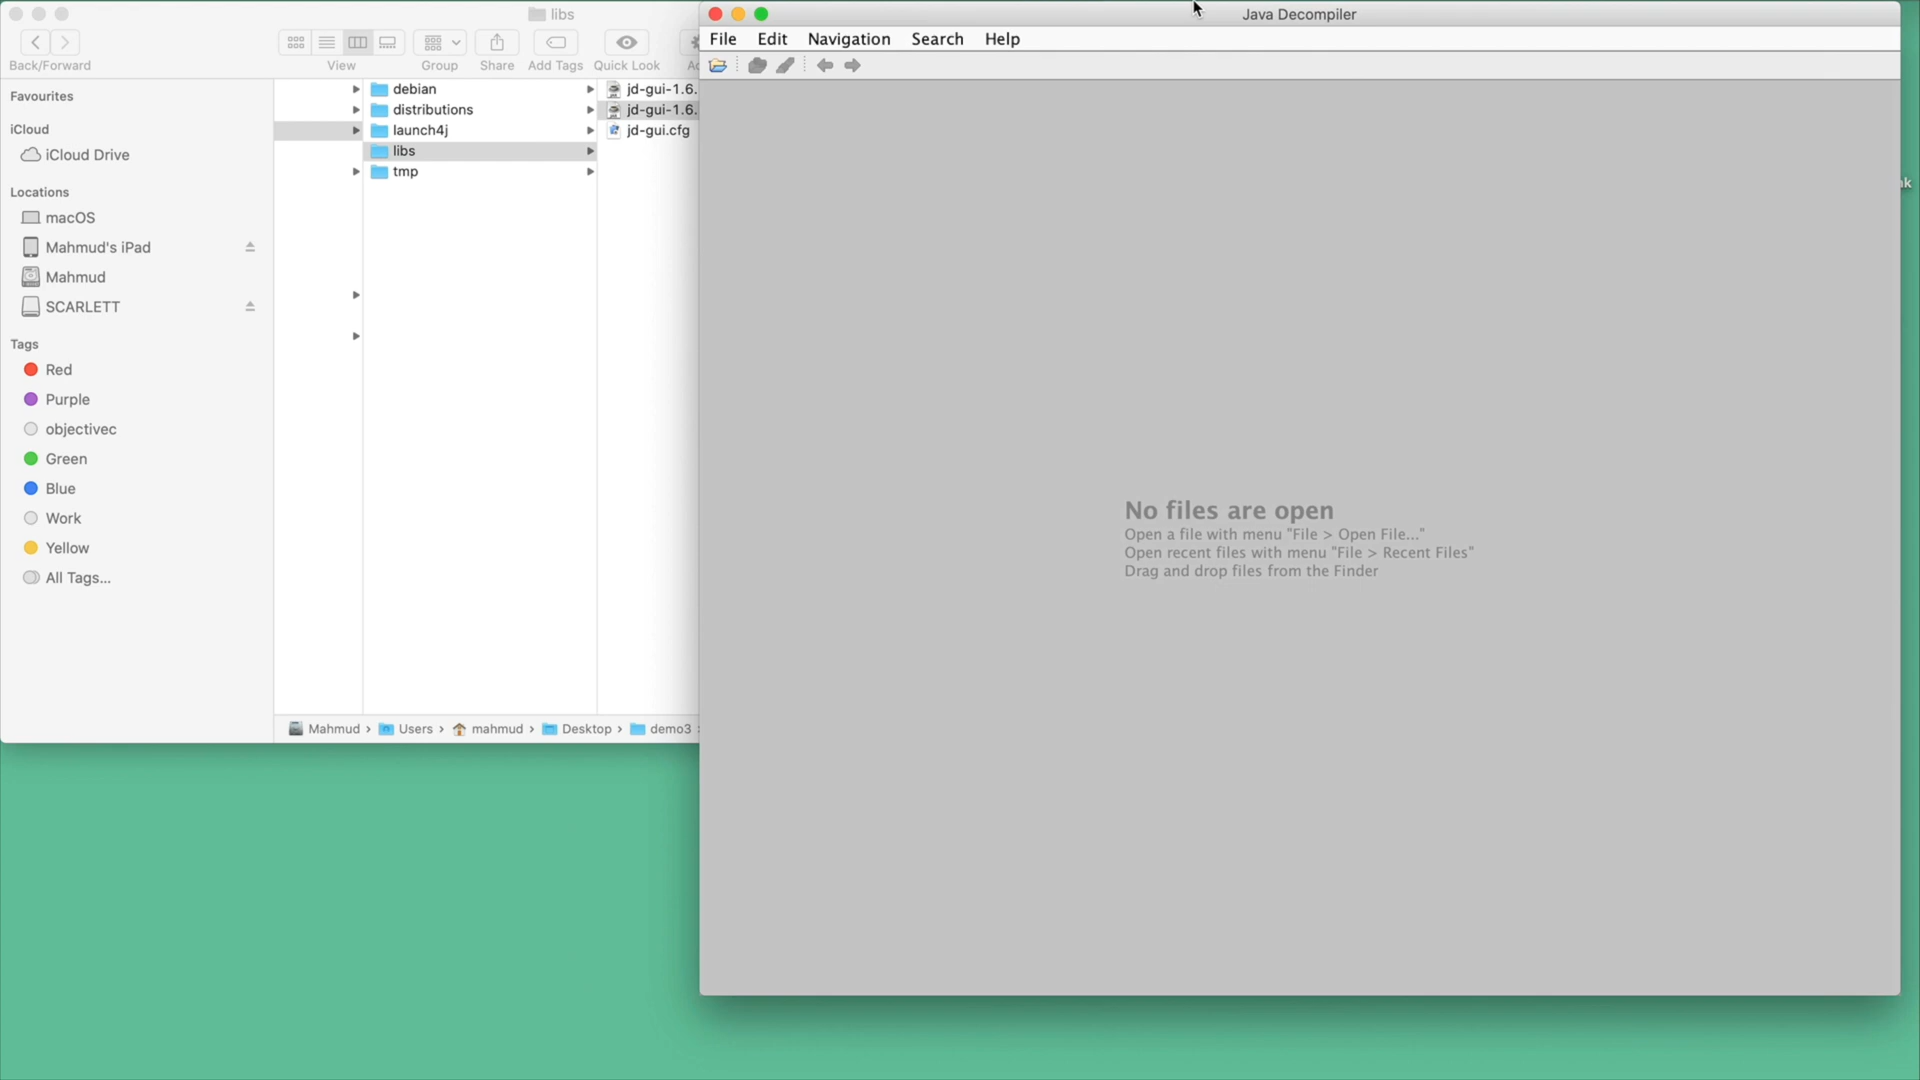 libs
Back/Forward
View
Group
Share
Add Tags
Quick Look
Favourites
iCloud
iCloud Drive
Locations
macOS
Mahmud's iPad
Mahmud
SCARLETT
Tags
Red
Purple
objectivec
Green
Blue
Work
Yellow
All Tags...
debian
distributions
launch4j
libs
tmp
jd-gui-1.6.
jd-gui-1.6.
jd-gui.cfg
Mahmud › Users › mahmud › Desktop › demo3
Java Decompiler
File Edit Navigation Search Help
No files are open
Open a file with menu "File > Open File..."
Open recent files with menu "File > Recent Files"
Drag and drop files from the Finder